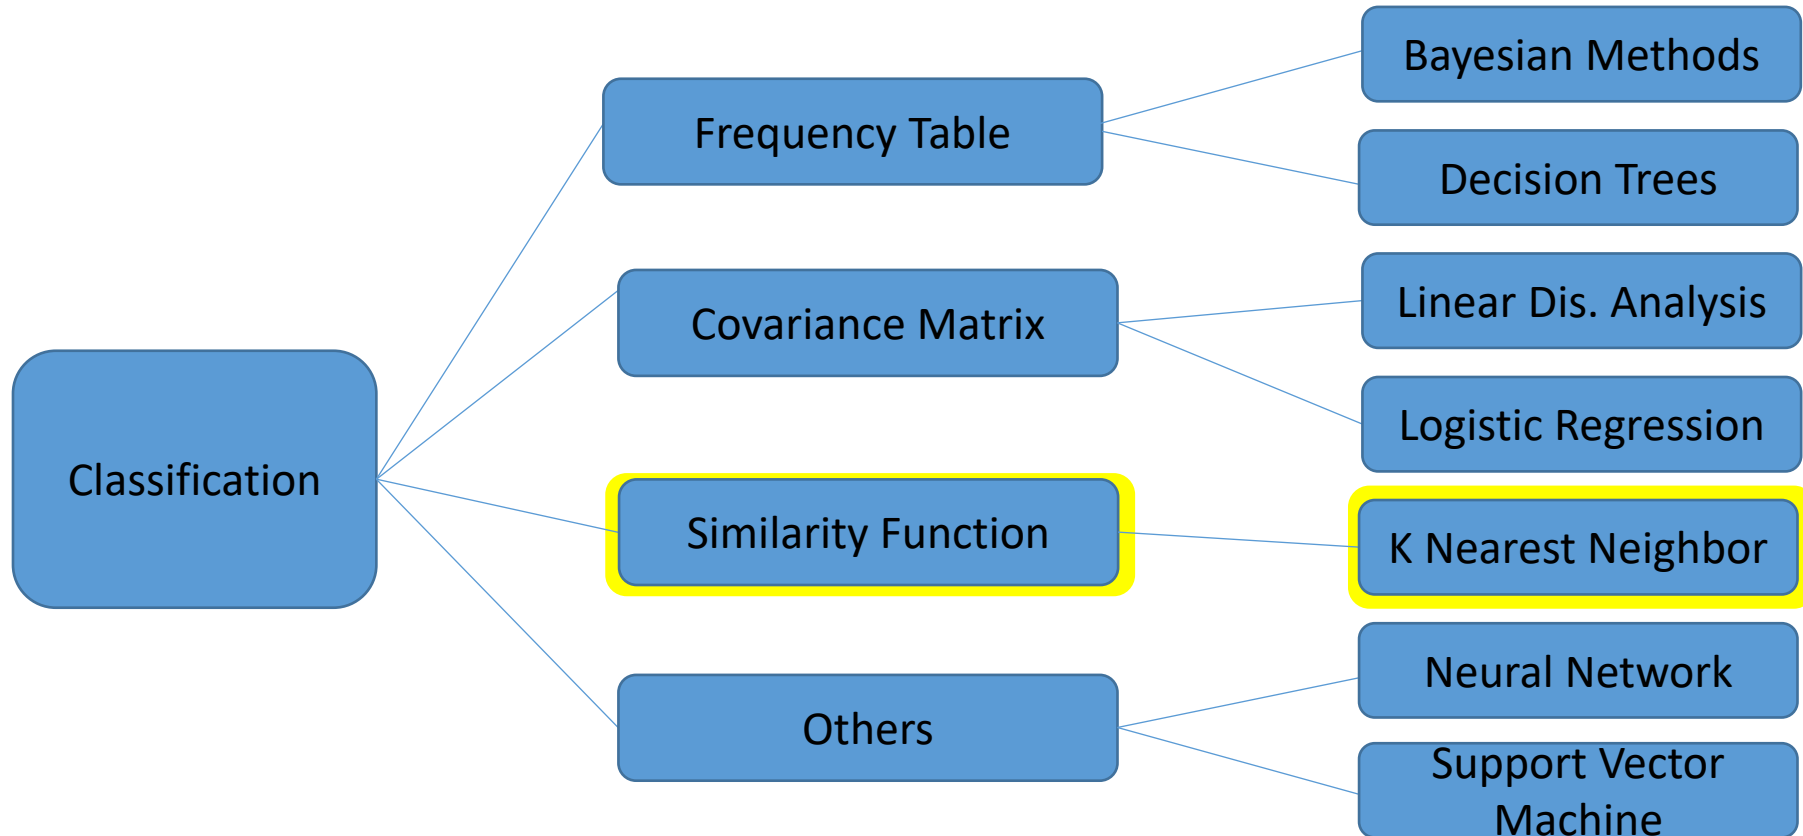 Classification
Frequency Table
Covariance Matrix
Similarity Function
Others
Bayesian Methods
Decision Trees
Linear Dis. Analysis
Logistic Regression
K Nearest Neighbor
Neural Network
Support Vector
Machine